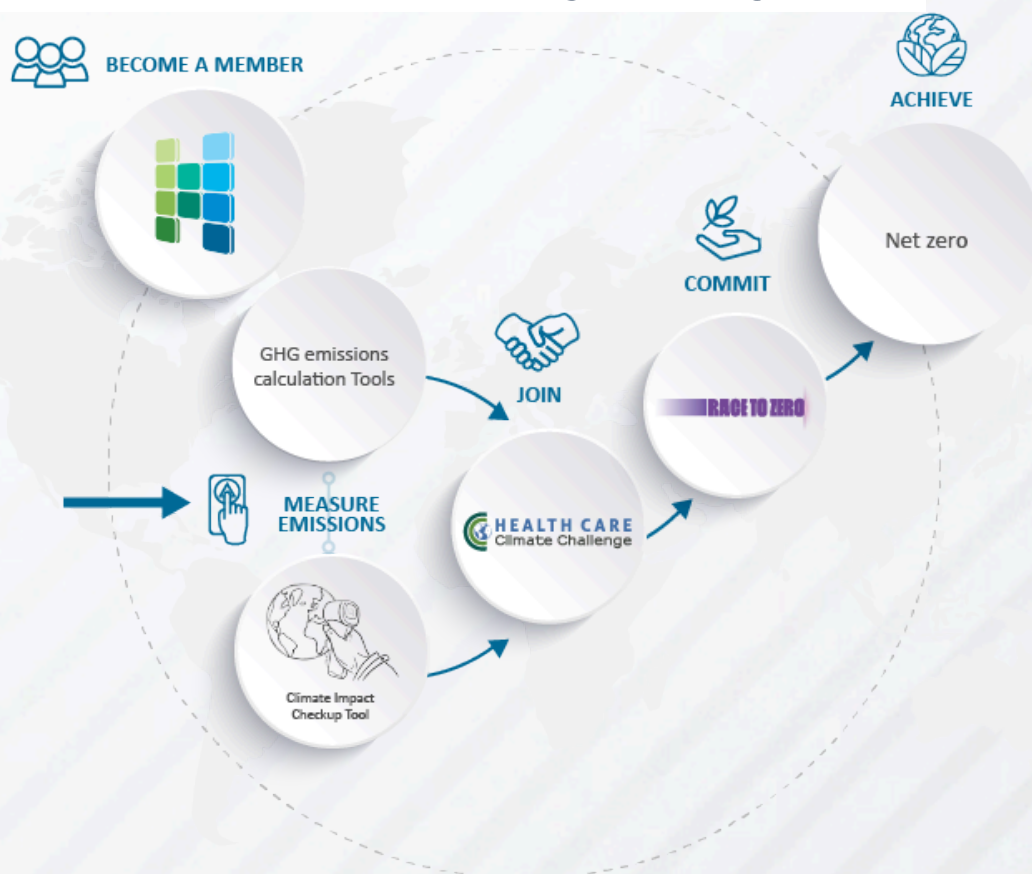 BECOME A MEMBER
ACHIEVE
Net zero
COMMIT
RACE TO ZERO
GHG emissions
calculation Tools
JOIN
MEASURE
EMISSIONS
HEALTH CARE
Climate Challenge
Climate Impact
Checkup Tool